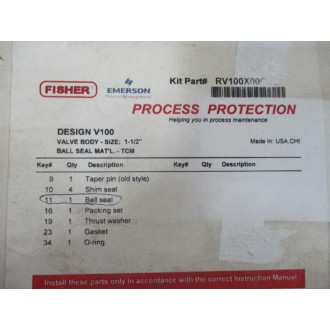 Kit Part# RV100X00
FISHER
EMERSON
Process Management
PROCESS PROTECTION
Helping you in process maintenance
DESIGN V100
VALVE BODY - SIZE: 1-1/2"
BALL SEAL MAT'L. - TCM
Made In: USA,CHI
Key# Qty Description Key# Qty Description
9 1 Taper pin (old style)
10 4 Shim seal
11 1 Ball seal
16 1 Packing set
19 1 Thrust washer
23 1 Gasket
34 1 O-ring
Install these parts only in accordance with the correct Instruction Manual